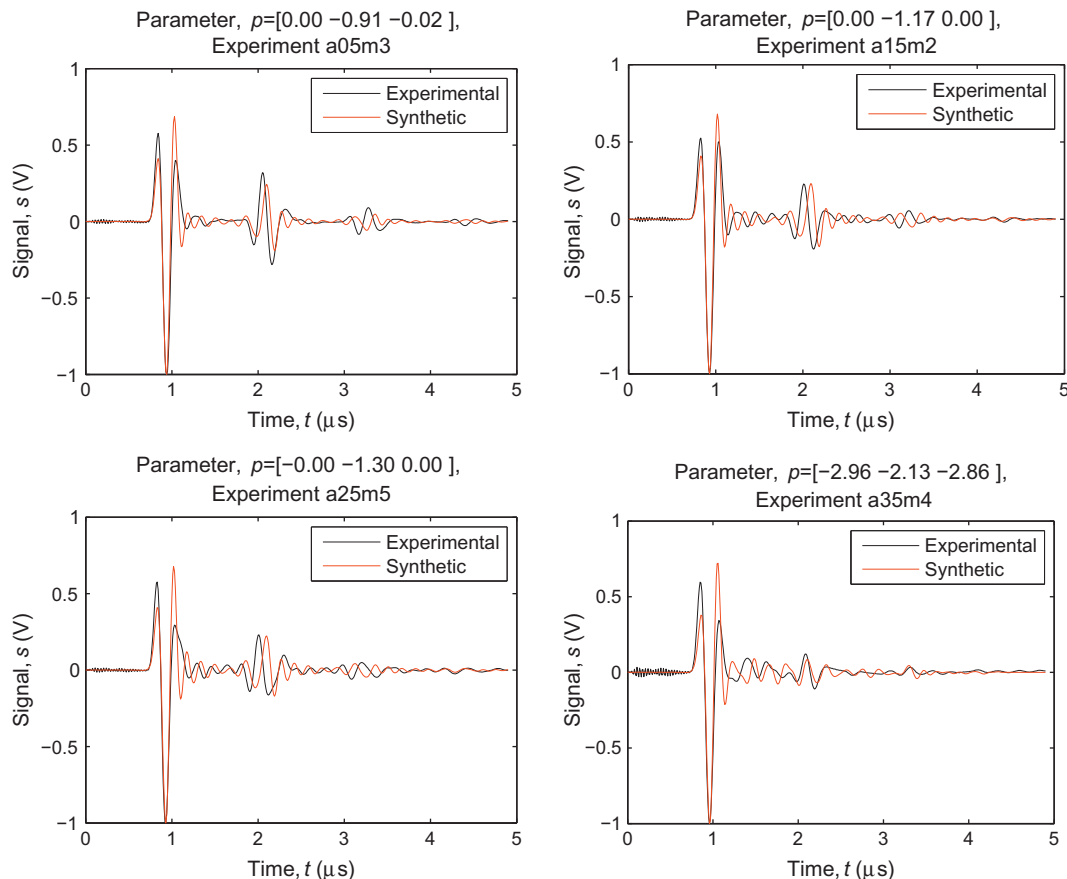 Parameter, p=[0.00 −0.91 −0.02 ],
Experiment a05m3
1
0.5
0
−0.5
−1
Signal, s (V)
Experimental
Synthetic
0 1 2 3 4 5
Time, t (μs)
Parameter, p=[0.00 −1.17 0.00 ],
Experiment a15m2
1
0.5
0
−0.5
−1
Signal, s (V)
Experimental
Synthetic
0 1 2 3 4 5
Time, t (μs)
Parameter, p=[−0.00 −1.30 0.00 ],
Experiment a25m5
1
0.5
0
−0.5
−1
Signal, s (V)
Experimental
Synthetic
0 1 2 3 4 5
Time, t (μs)
Parameter, p=[−2.96 −2.13 −2.86 ],
Experiment a35m4
1
0.5
0
−0.5
−1
Signal, s (V)
Experimental
Synthetic
0 1 2 3 4 5
Time, t (μs)